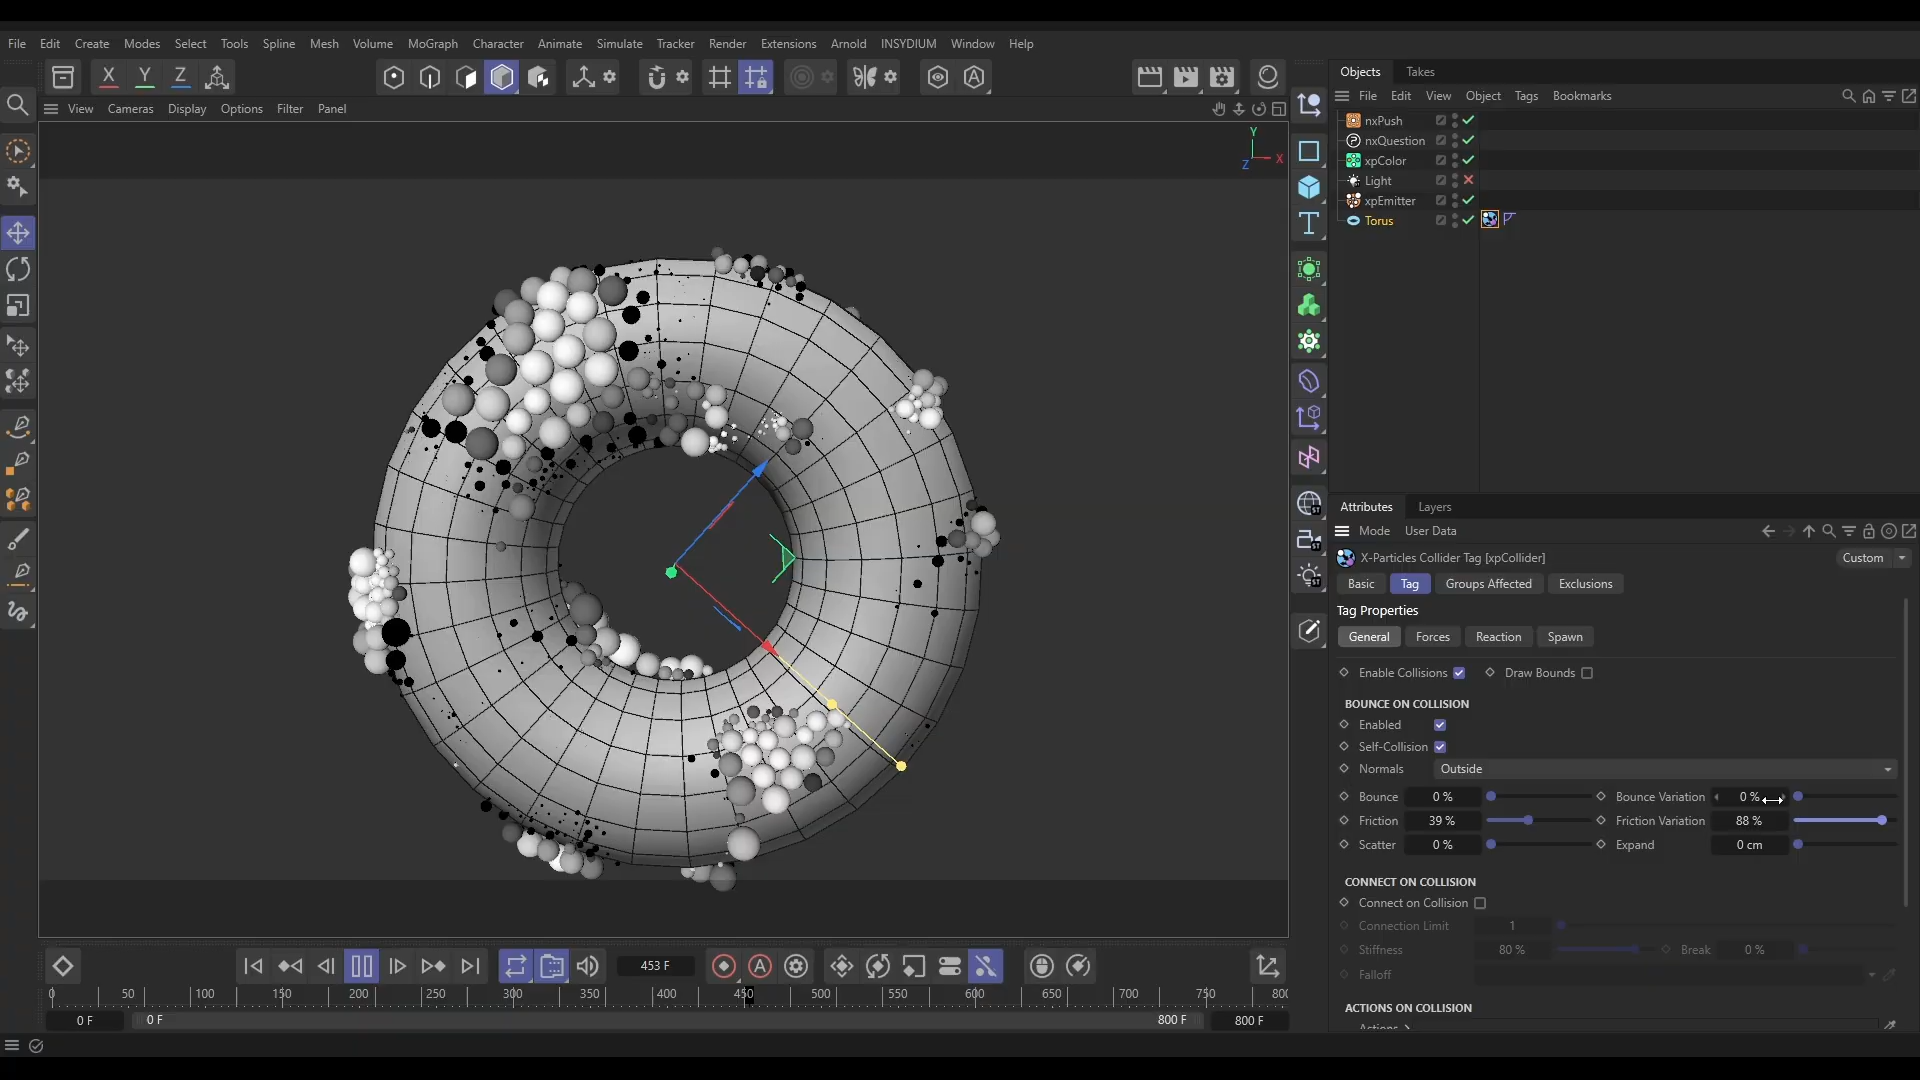 File Edit Create Modes Select Tools Spline Mesh Volume MoGraph Character Animate Simulate Tracker Render Extensions Arnold INSYDIUM Window Help
X Y Z
View Cameras Display Options Filter Panel
Y
X
Z
Objects Takes
File Edit View Object Tags Bookmarks
nxPush
nxQuestion
xpColor
Light
xpEmitter
Torus
Attributes Layers
Mode User Data
X-Particles Collider Tag [xpCollider] Custom
Basic Tag Groups Affected Exclusions
Tag Properties
General Forces Reaction Spawn
Enable Collisions Draw Bounds
BOUNCE ON COLLISION
Enabled
Self-Collision
Normals Outside
Bounce 0 % Bounce Variation 0 %
Friction 39 % Friction Variation 88 %
Scatter 0 % Expand 0 cm
CONNECT ON COLLISION
Connect on Collision
Connection Limit 1
Stiffness 80 % Break 0 %
Falloff
ACTIONS ON COLLISION
Actions
453 F
0 50 100 150 200 250 300 350 400 450 500 550 600 650 700 750 800
0 F 0 F 800 F 800 F